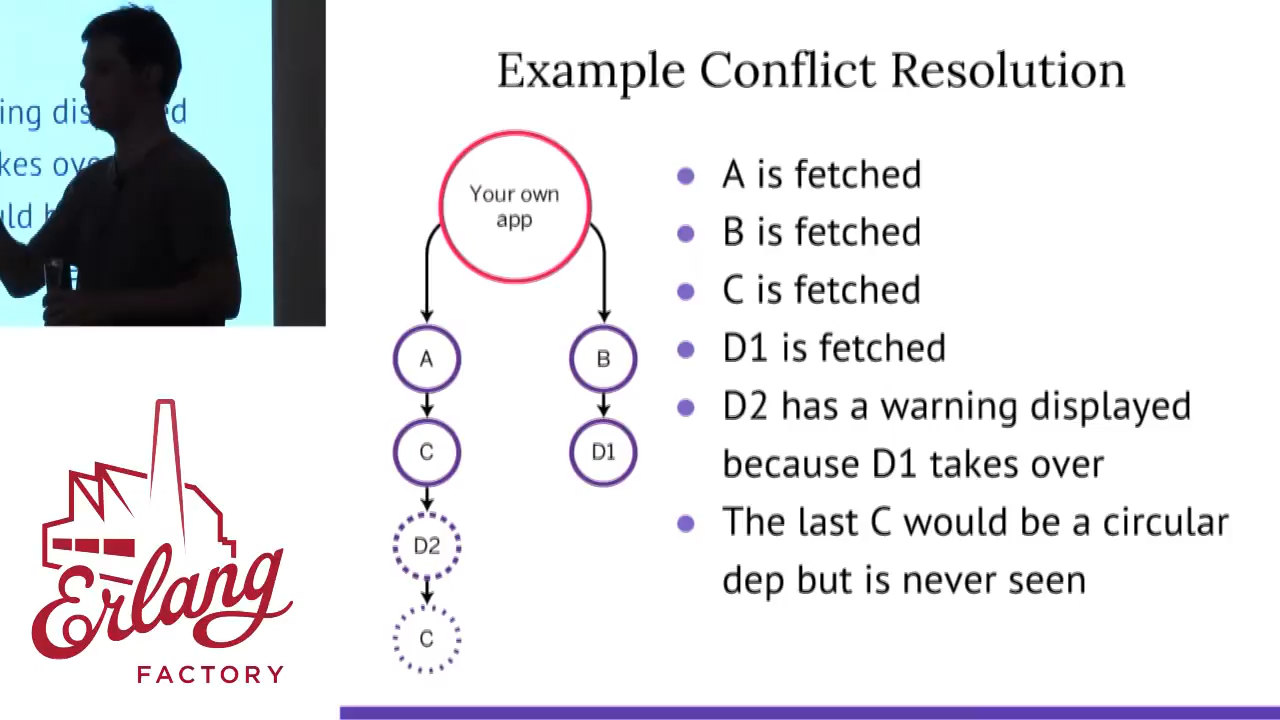 Example Conflict Resolution
Your own
app
A
B
C
D1
D2
C
A is fetched
B is fetched
C is fetched
D1 is fetched
D2 has a warning displayed
because D1 takes over
The last C would be a circular
dep but is never seen
Erlang
FACTORY